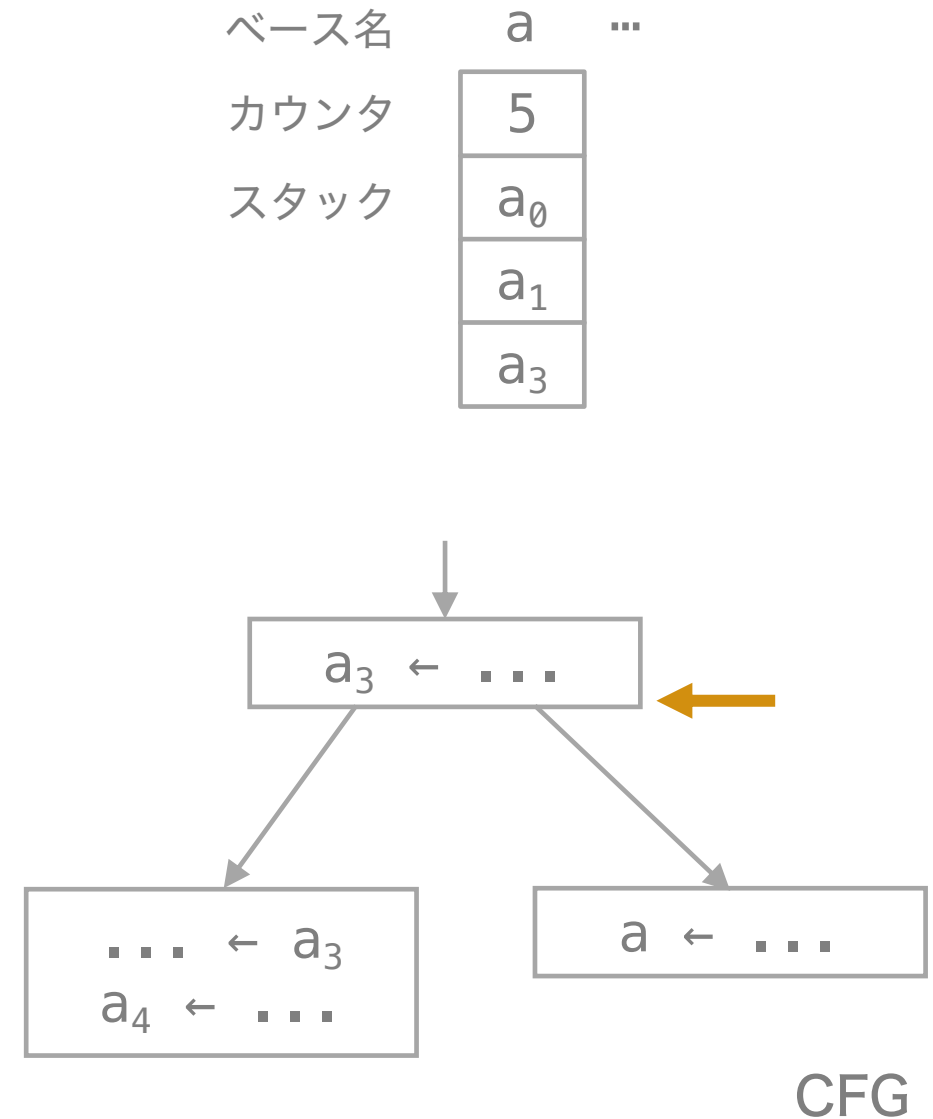 ベース名 a …
カウンタ 5
スタック a₀
a₁
a₃
a₃ ← ...
... ← a₃
a₄ ← ...
a ← ...
CFG